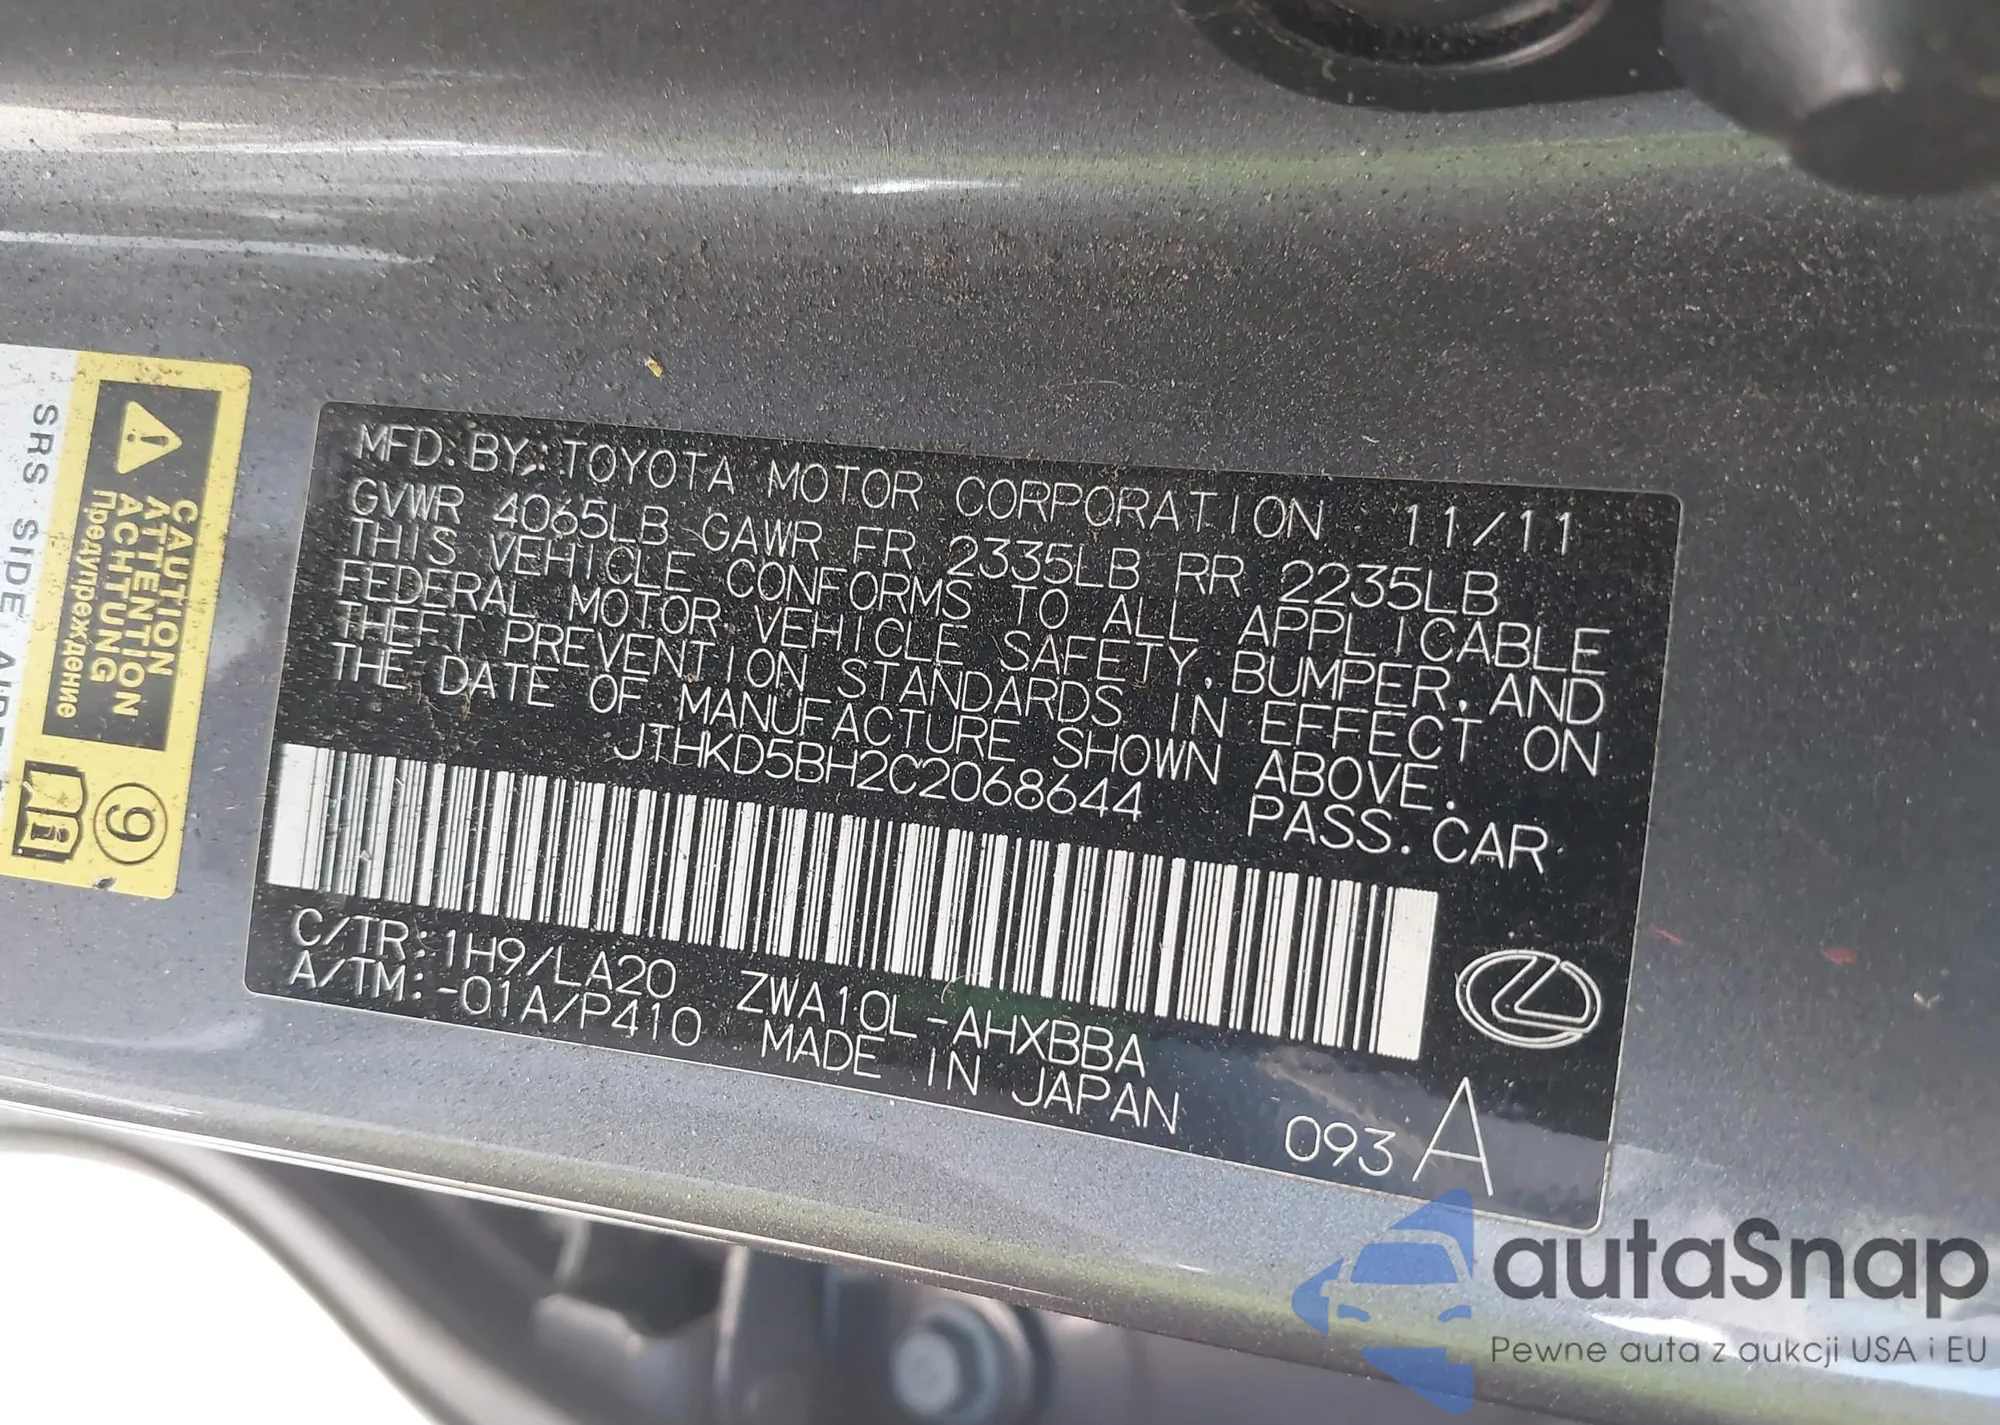 MFD. BY: TOYOTA MOTOR CORPORATION 11/11
GVWR 4065LB GAWR FR 2335LB RR 2235LB
THIS VEHICLE CONFORMS TO ALL APPLICABLE
FEDERAL MOTOR VEHICLE SAFETY, BUMPER, AND
THEFT PREVENTION STANDARDS IN EFFECT ON
THE DATE OF MANUFACTURE SHOWN ABOVE.
JTHKD5BH2C2068644 PASS. CAR
C/TR: 1H9/LA20 ZWA10L-AHXBBA
A/TM: -01A/P410 MADE IN JAPAN
093 A
CAUTION
ATTENTION
ACHTUNG
Предупреждение
SRS SIDE
9
i
autaSnap
Pewne auta z aukcji USA i EU